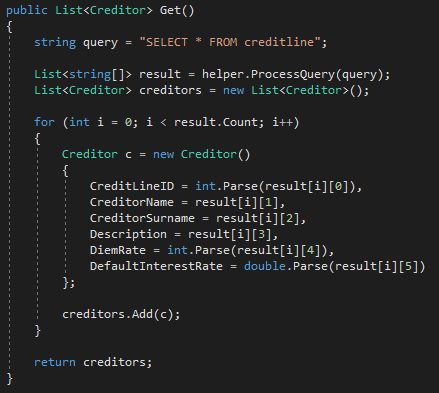 public List<Creditor> Get()
{
    string query = "SELECT * FROM creditline";

    List<string[]> result = helper.ProcessQuery(query);
    List<Creditor> creditors = new List<Creditor>();

    for (int i = 0; i < result.Count; i++)
    {
        Creditor c = new Creditor()
        {
            CreditLineID = int.Parse(result[i][0]),
            CreditorName = result[i][1],
            CreditorSurname = result[i][2],
            Description = result[i][3],
            DiemRate = int.Parse(result[i][4]),
            DefaultInterestRate = double.Parse(result[i][5])
        };

        creditors.Add(c);
    }

    return creditors;
}